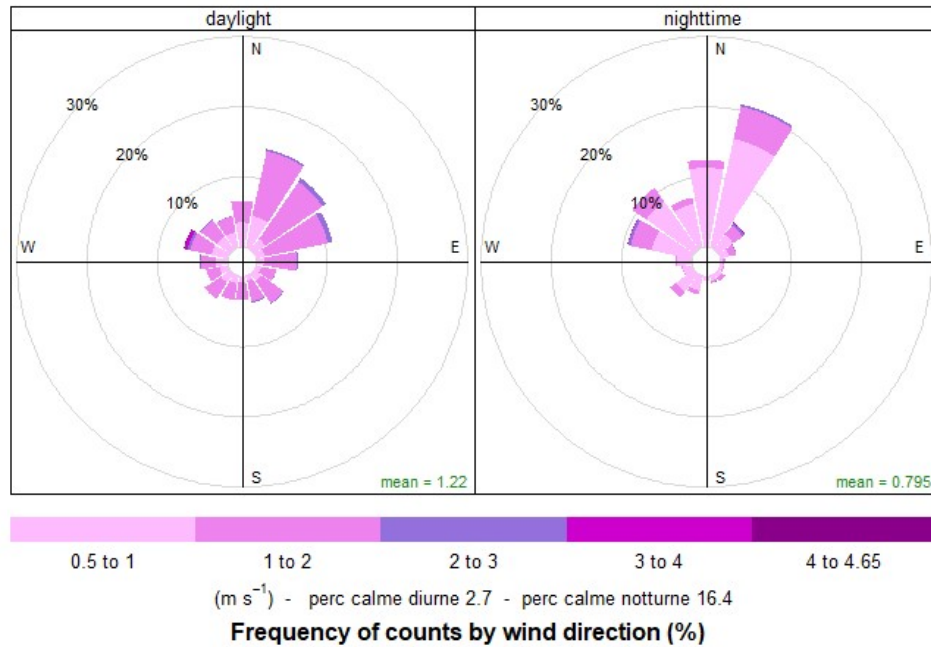 daylight
nighttime
N
30%
20%
10%
W
E
S
mean = 1.22
N
30%
20%
10%
W
E
S
mean = 0.795
0.5 to 1
1 to 2
2 to 3
3 to 4
4 to 4.65
(m s⁻¹) - perc calme diurne 2.7 - perc calme notturne 16.4
Frequency of counts by wind direction (%)